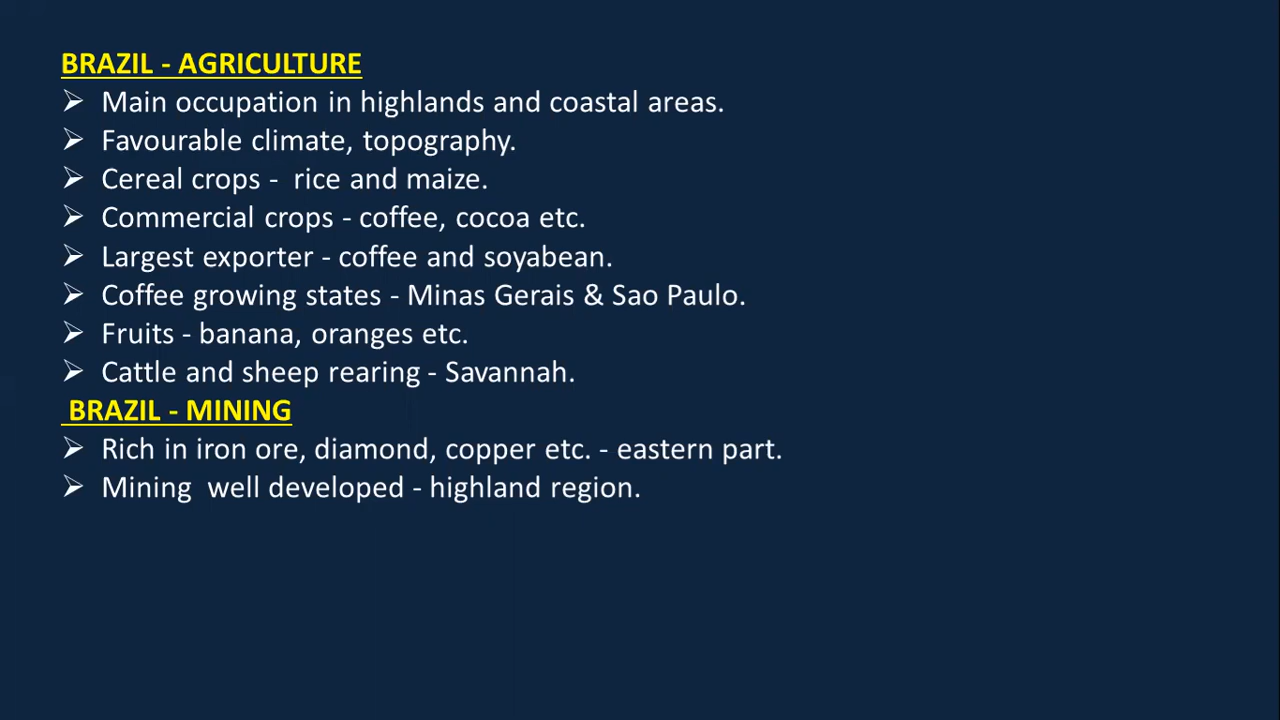 BRAZIL - AGRICULTURE
➢ Main occupation in highlands and coastal areas.
➢ Favourable climate, topography.
➢ Cereal crops -  rice and maize.
➢ Commercial crops - coffee, cocoa etc.
➢ Largest exporter - coffee and soyabean.
➢ Coffee growing states - Minas Gerais & Sao Paulo.
➢ Fruits - banana, oranges etc.
➢ Cattle and sheep rearing - Savannah.
BRAZIL - MINING
➢ Rich in iron ore, diamond, copper etc. - eastern part.
➢ Mining  well developed - highland region.